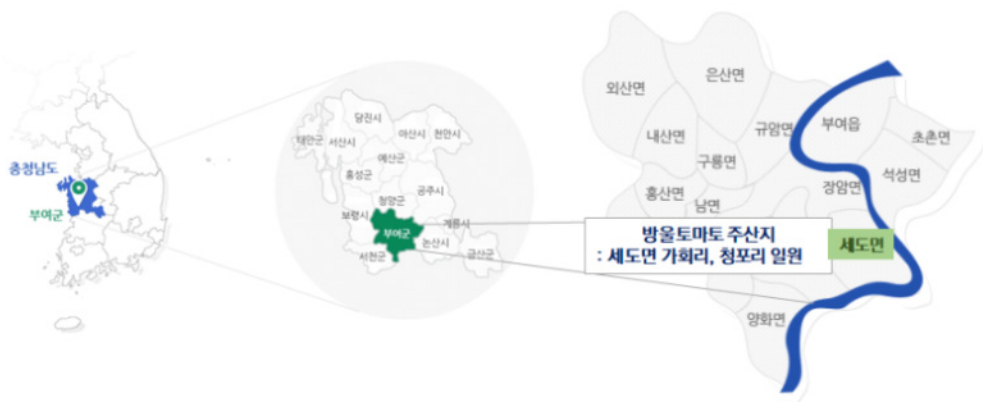 충청남도
부여군
당진시
태안군
서산시
아산시
천안시
예산군
홍성군
공주시
청양군
보령시
부여군
계룡시
논산시
서천군
금산군
외산면
은산면
내산면
규암면
부여읍
초촌면
구룡면
홍산면
남면
장암면
석성면
방울토마토 주산지
: 세도면 가회리, 청포리 일원
세도면
양화면